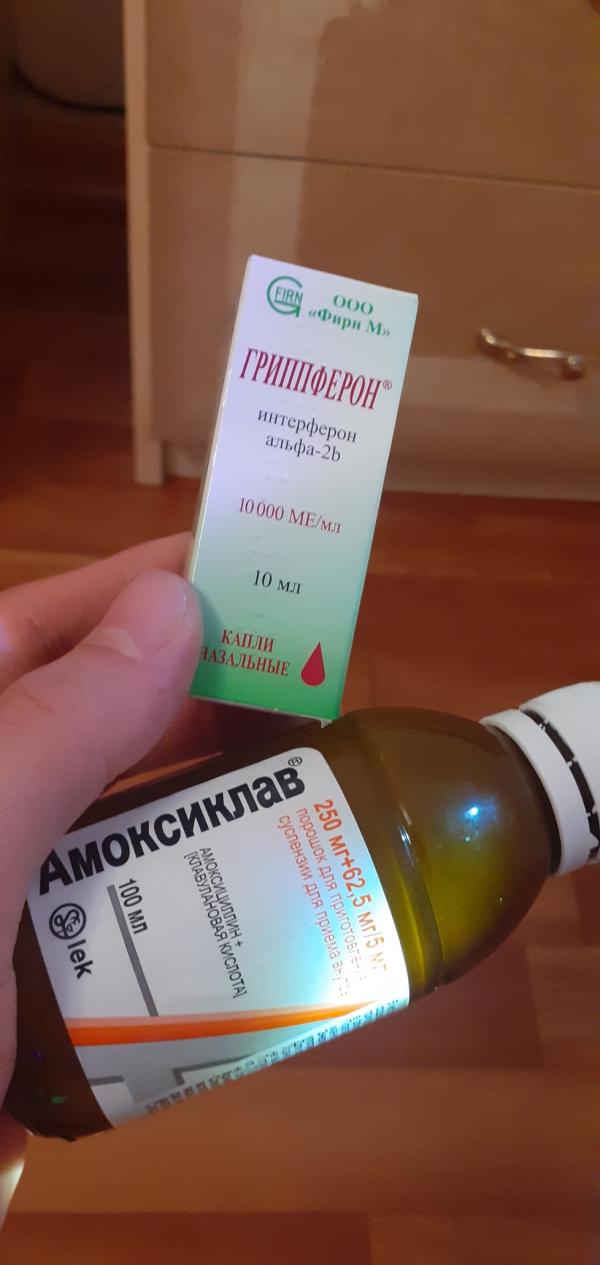 FIRN
ООО
«Фирн М»
ГРИППФЕРОН®
интерферон
альфа-2b
10 000 МЕ/мл
10 мл
КАПЛИ
НАЗАЛЬНЫЕ
Амоксиклав®
250 мг+62,5 мг/5 мл
порошок для приготовления
суспензии для приема внутрь
АМОКСИЦИЛЛИН +
[КЛАВУЛАНОВАЯ КИСЛОТА]
100 мл
lek